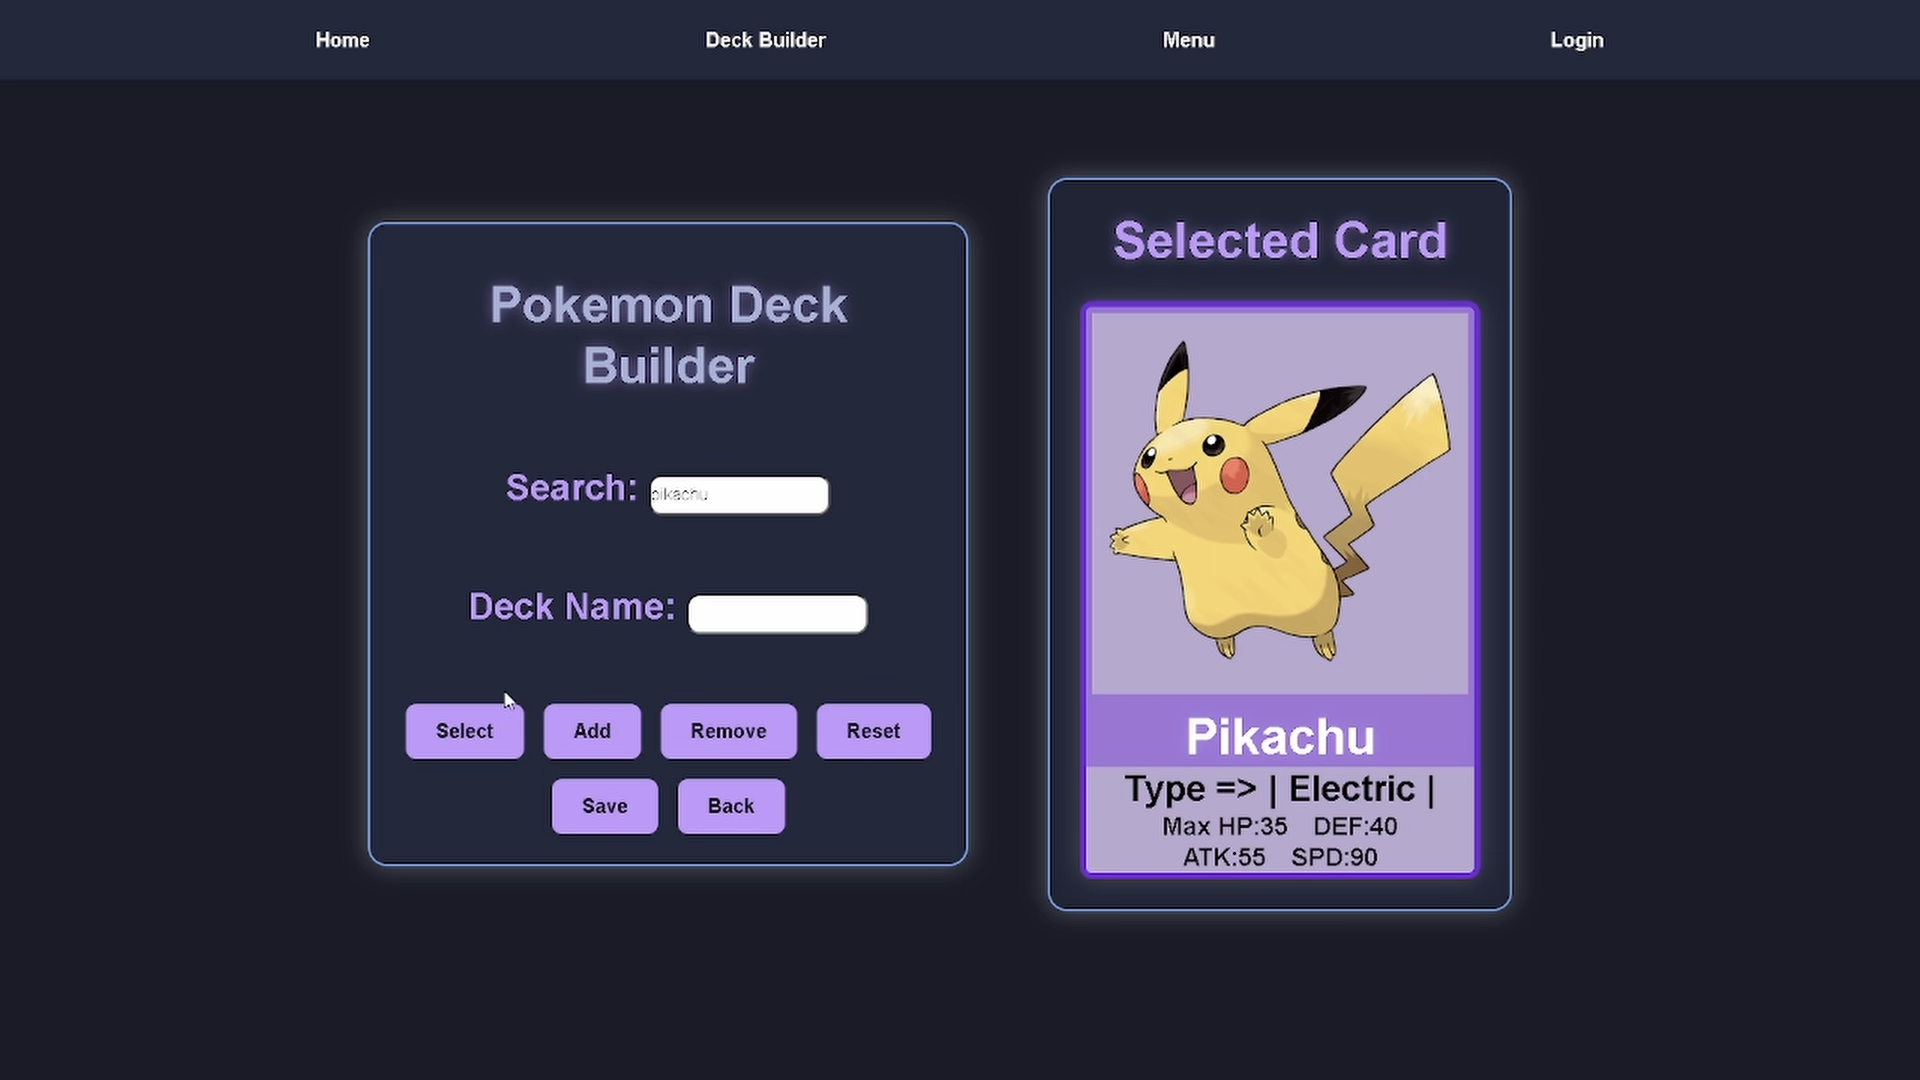 Home
Deck Builder
Menu
Login
Pokemon Deck
Builder
Search: pikachu
Deck Name:
Select
Add
Remove
Reset
Save
Back
Selected Card
Pikachu
Type => | Electric |
Max HP:35 DEF:40
ATK:55 SPD:90